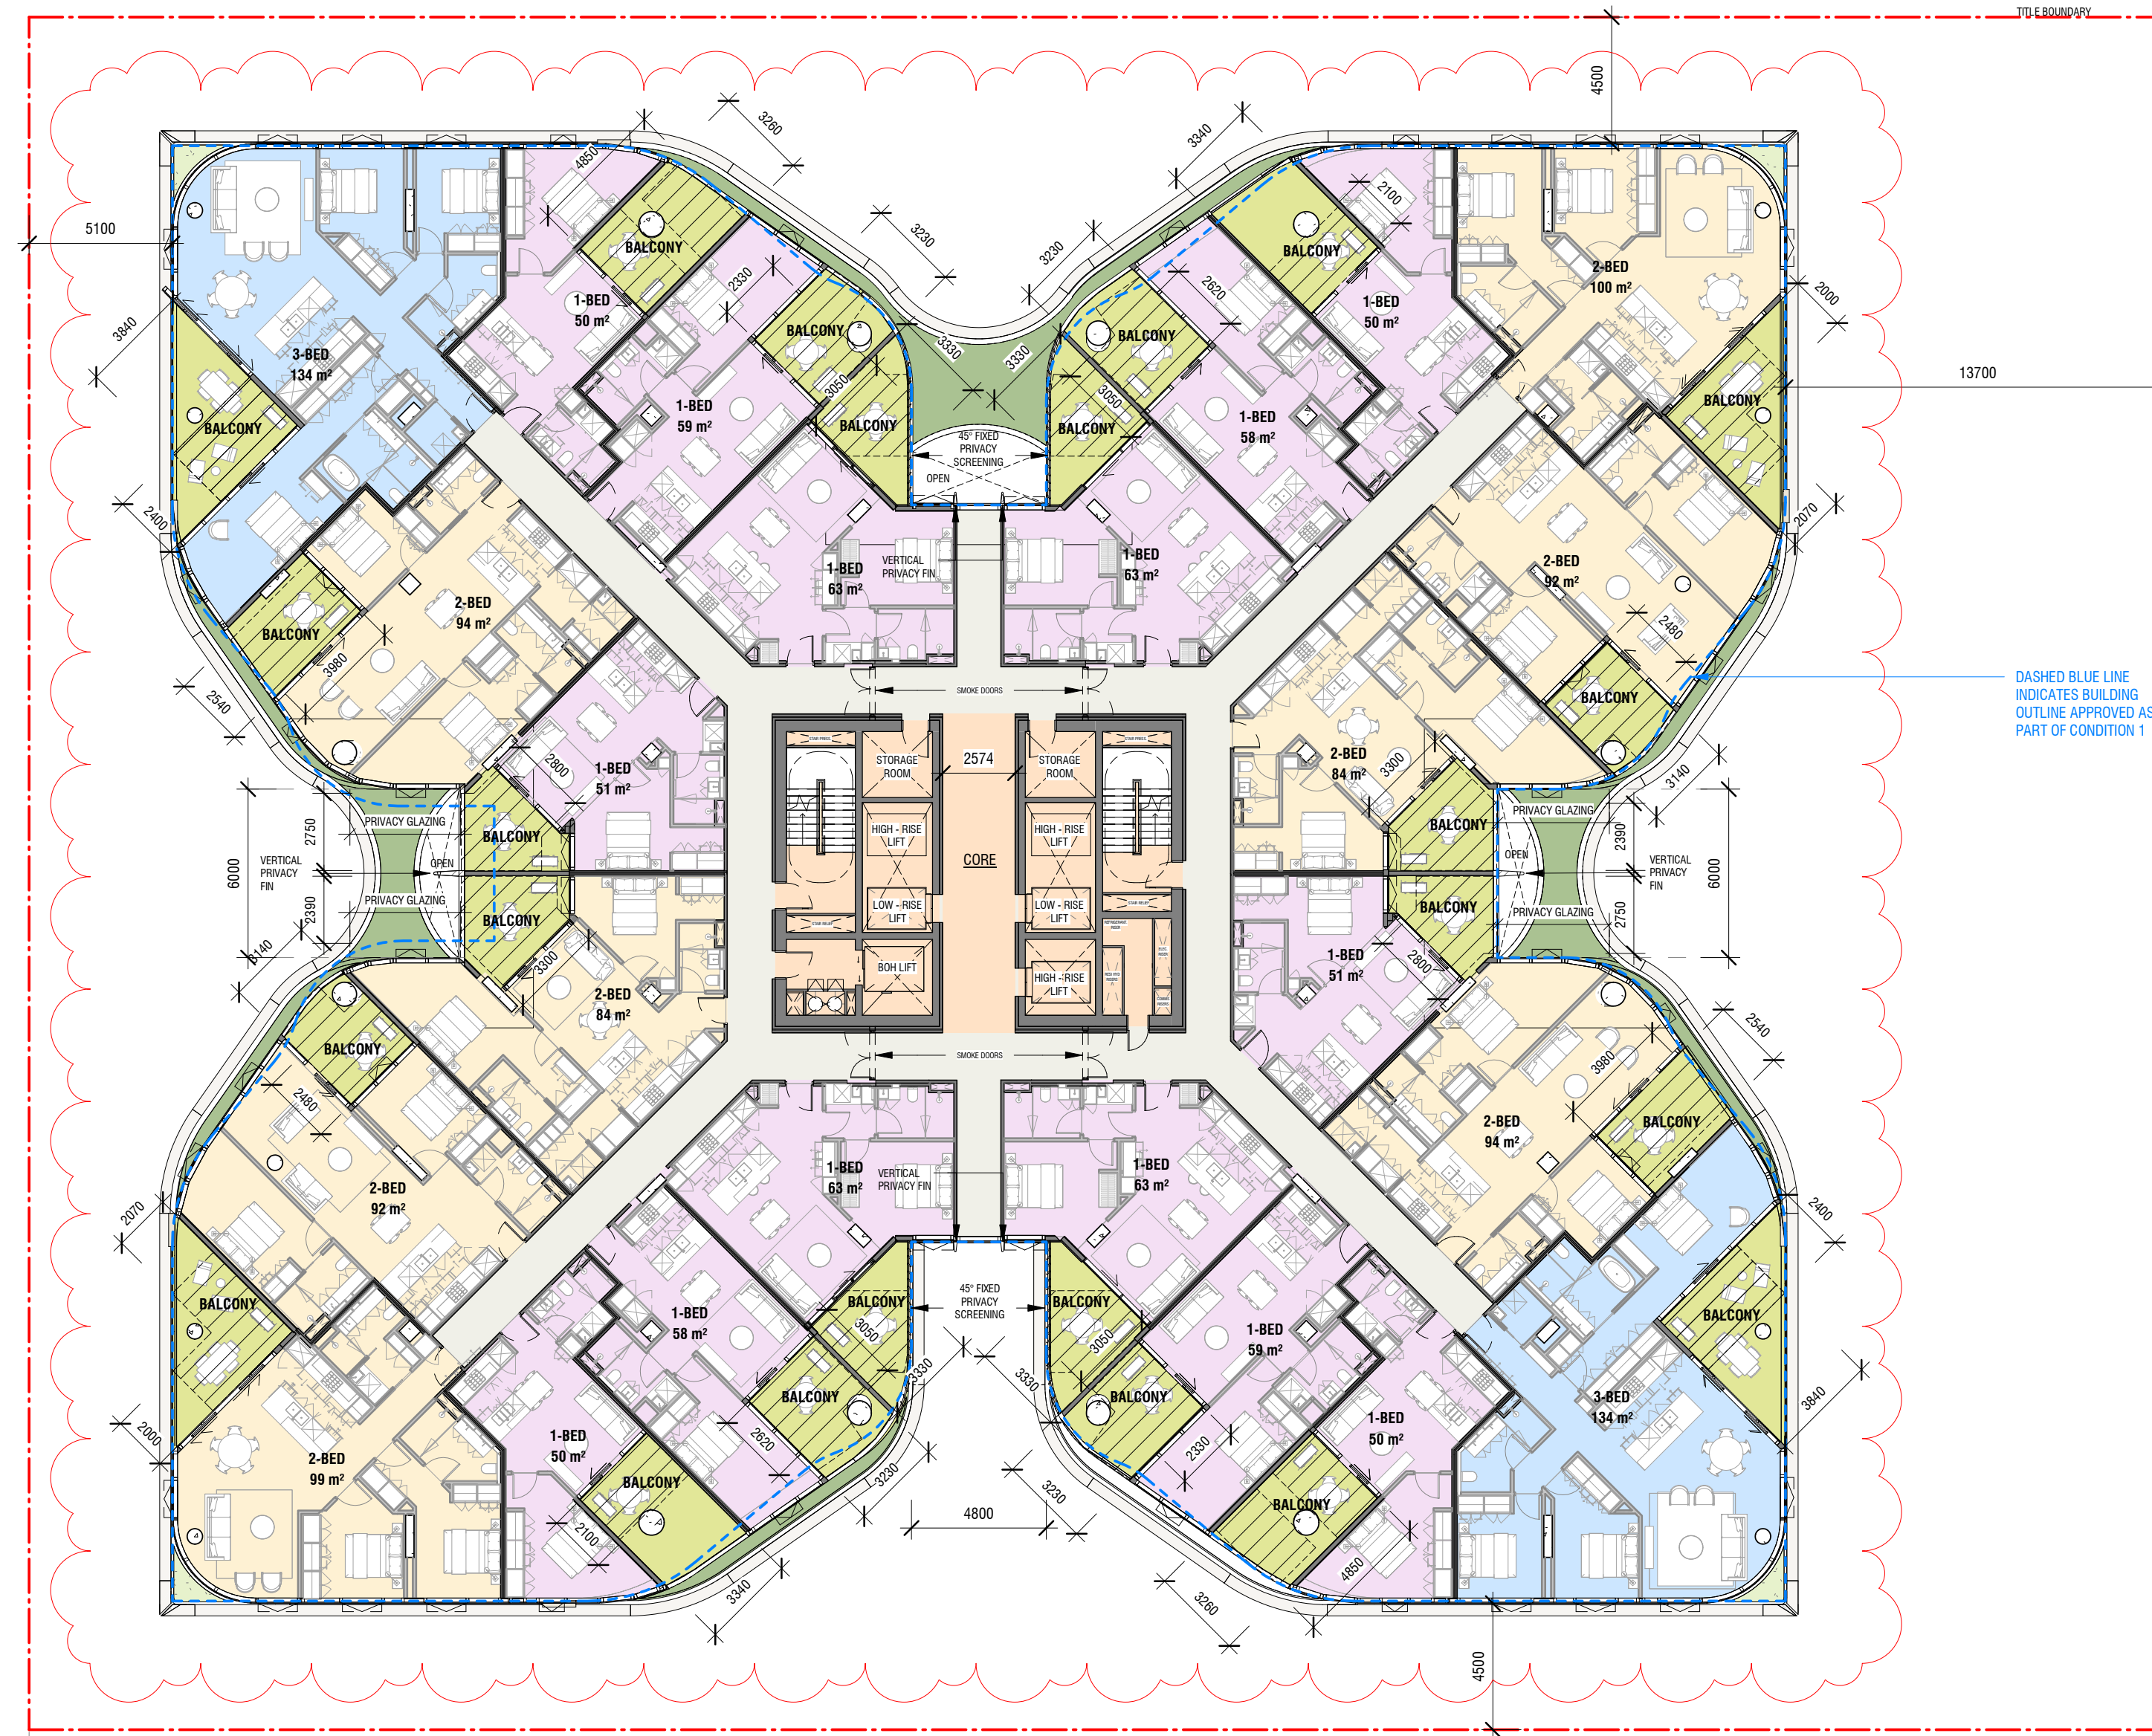 TITLE BOUNDARY
4500
3260
3340
4850
2100
5100
BALCONY
BALCONY
3230
3230
2330
2620
2-BED
100 m²
2000
1-BED
50 m²
1-BED
50 m²
3840
BALCONY
BALCONY
3330
3330
3-BED
134 m²
13700
3050
3050
1-BED
59 m²
1-BED
58 m²
BALCONY
BALCONY
BALCONY
BALCONY
45° FIXED
PRIVACY
SCREENING
OPEN
2400
2070
VERTICAL
PRIVACY FIN
1-BED
63 m²
1-BED
63 m²
2-BED
92 m²
2-BED
94 m²
BALCONY
2480
3980
2540
SMOKE DOORS
BALCONY
DASHED BLUE LINE
INDICATES BUILDING
OUTLINE APPROVED AS
PART OF CONDITION 1
STAIR PRESS.
STAIR PRESS.
STORAGE
ROOM
2574
STORAGE
ROOM
2800
1-BED
51 m²
2-BED
84 m²
3300
3140
PRIVACY GLAZING
BALCONY
HIGH - RISE
LIFT
HIGH - RISE
LIFT
BALCONY
PRIVACY GLAZING
2750
2390
6000
VERTICAL
PRIVACY
FIN
OPEN
CORE
OPEN
VERTICAL
PRIVACY
FIN
6000
PRIVACY GLAZING
BALCONY
LOW - RISE
LIFT
LOW - RISE
LIFT
BALCONY
PRIVACY GLAZING
2390
2750
STAIR RELIEF
STAIR RELIEF
3140
3300
BOH LIFT
HIGH - RISE
LIFT
1-BED
51 m²
2800
2-BED
84 m²
2540
BALCONY
SMOKE DOORS
3980
2480
2-BED
94 m²
BALCONY
2-BED
92 m²
1-BED
63 m²
VERTICAL
PRIVACY FIN
1-BED
63 m²
2070
2400
BALCONY
BALCONY
45° FIXED
PRIVACY
SCREENING
BALCONY
BALCONY
1-BED
58 m²
3050
3050
1-BED
59 m²
3330
3330
BALCONY
BALCONY
3-BED
134 m²
3840
2000
2-BED
99 m²
1-BED
50 m²
2620
2330
1-BED
50 m²
BALCONY
3230
3230
BALCONY
4800
2100
4850
3340
3260
4500